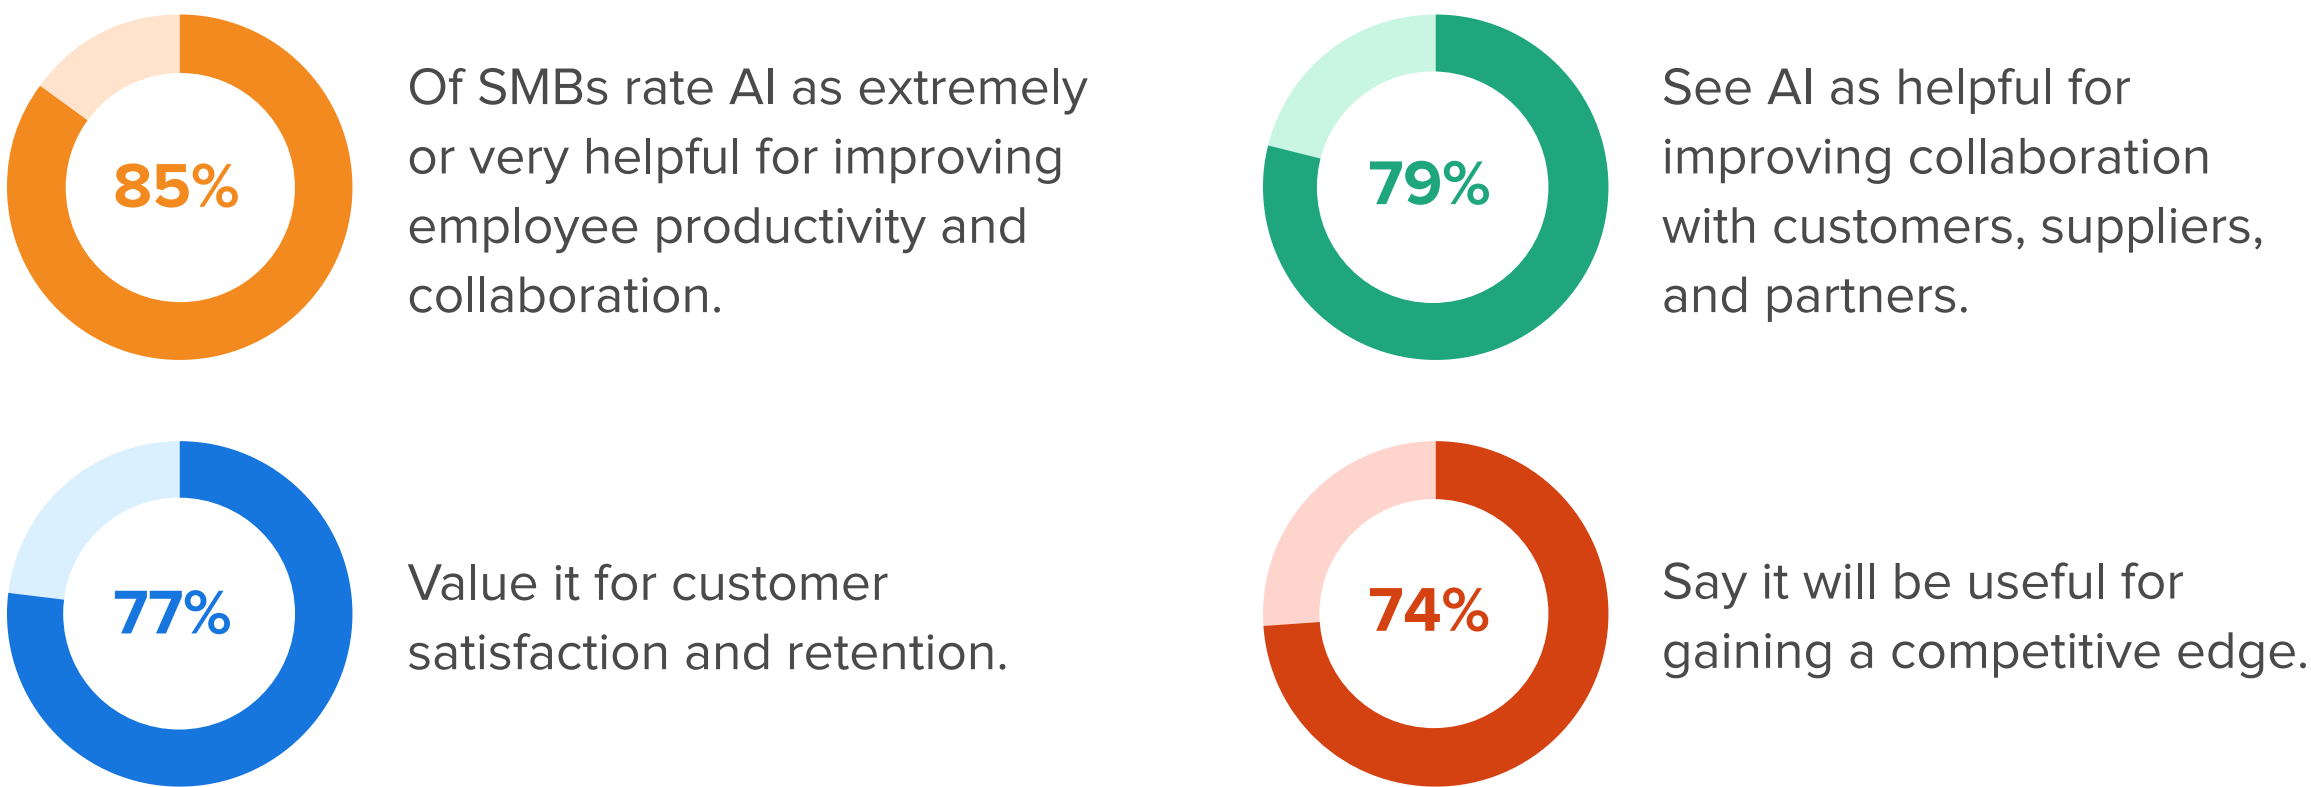 85%
Of SMBs rate AI as extremely
or very helpful for improving
employee productivity and
collaboration.
79%
See AI as helpful for
improving collaboration
with customers, suppliers,
and partners.
77%
Value it for customer
satisfaction and retention.
74%
Say it will be useful for
gaining a competitive edge.